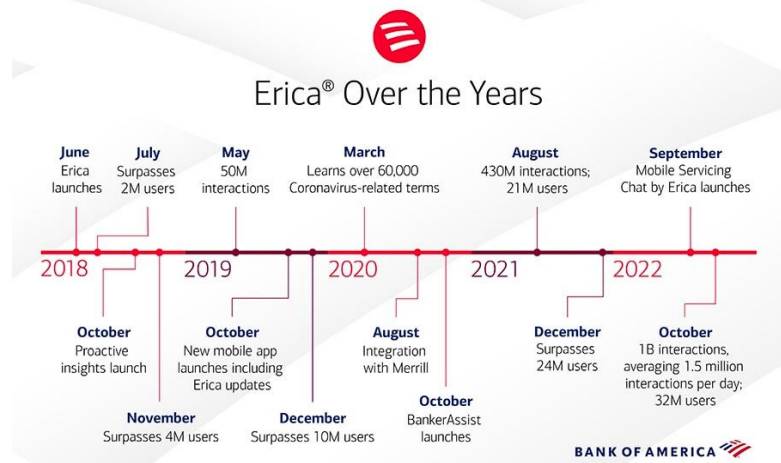 Erica® Over the Years
June
Erica
launches
July
Surpasses
2M users
May
50M
interactions
March
Learns over 60,000
Coronavirus-related terms
August
430M interactions;
21M users
September
Mobile Servicing
Chat by Erica launches
2018
2019
2020
2021
2022
October
Proactive
insights launch
November
Surpasses 4M users
October
New mobile app
launches including
Erica updates
December
Surpasses 10M users
August
Integration
with Merrill
October
BankerAssist
launches
December
Surpasses
24M users
October
1B interactions,
averaging 1.5 million
interactions per day;
32M users
BANK OF AMERICA